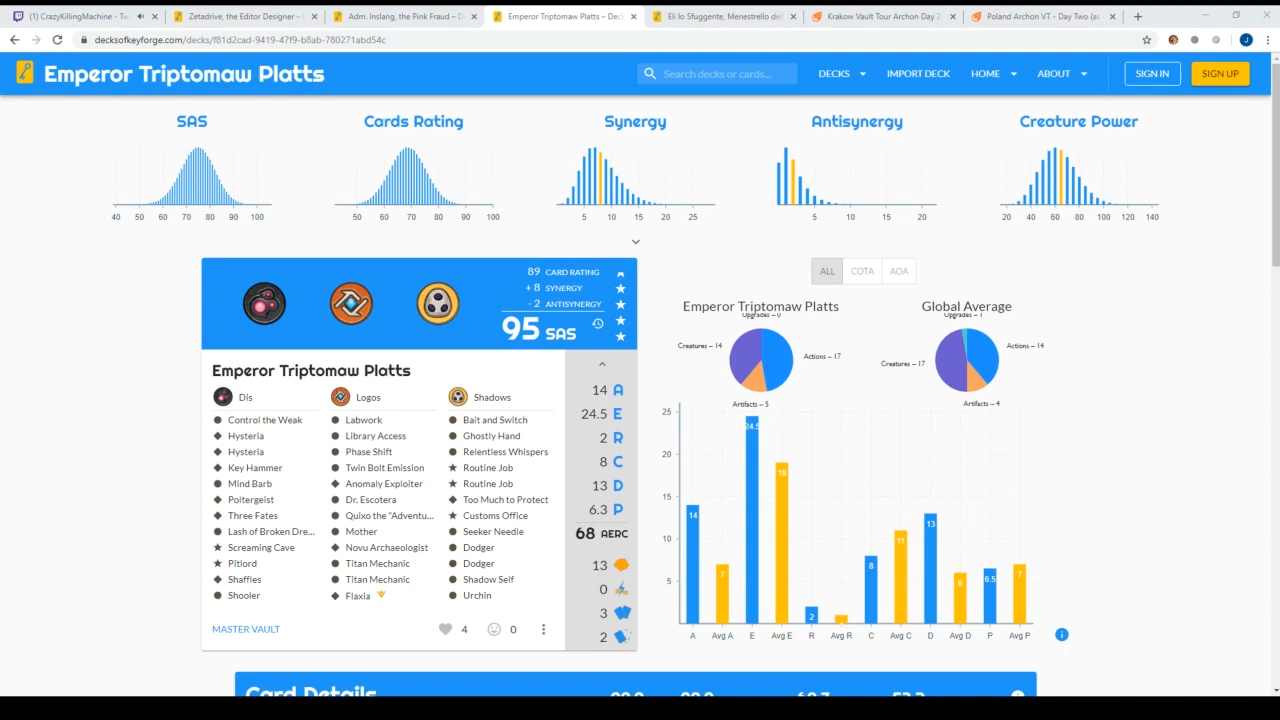 (1) CrazyKillingMachine - Tw
Zetadrive, the Editor Designer –
Adm. Inslang, the Pink Fraud – D
Emperor Triptomaw Platts – Deck
Eli lo Sfuggente, Menestrello del
Krakow Vault Tour Archon Day 2
Poland Archon VT - Day Two (as
decksofkeyforge.com/decks/f81d2cad-9419-47f9-b8ab-780271abd54c
Emperor Triptomaw Platts
Search decks or cards...
DECKS
IMPORT DECK
HOME
ABOUT
SIGN IN
SIGN UP
SAS
Cards Rating
Synergy
Antisynergy
Creature Power
40 50 60 70 80 90 100
50 60 70 80 90 100
5 10 15 20 25
5 10 15 20
20 40 60 80 100 120 140
89 CARD RATING
+ 8 SYNERGY
- 2 ANTISYNERGY
95 SAS
Emperor Triptomaw Platts
Dis
Control the Weak
Hysteria
Hysteria
Key Hammer
Mind Barb
Poltergeist
Three Fates
Lash of Broken Dre...
Screaming Cave
Pitlord
Shaffles
Shooler
Logos
Labwork
Library Access
Phase Shift
Twin Bolt Emission
Anomaly Exploiter
Dr. Escotera
Quixo the "Adventu...
Mother
Novu Archaeologist
Titan Mechanic
Titan Mechanic
Flaxia
Shadows
Bait and Switch
Ghostly Hand
Relentless Whispers
Routine Job
Routine Job
Too Much to Protect
Customs Office
Seeker Needle
Dodger
Dodger
Shadow Self
Urchin
14 A
24.5 E
2 R
8 C
13 D
6.3 P
68 AERC
13
0
3
2
MASTER VAULT
4
0
ALL
COTA
AOA
Emperor Triptomaw Platts
Upgrades – 0
Creatures – 14
Actions – 17
Artifacts – 5
Global Average
Upgrades – 1
Creatures – 17
Actions – 14
Artifacts – 4
25
20
15
10
5
14
7
24.5
19
2
8
11
13
6
6.5
7
A Avg A E Avg E R Avg R C Avg C D Avg D P Avg P
Card Details